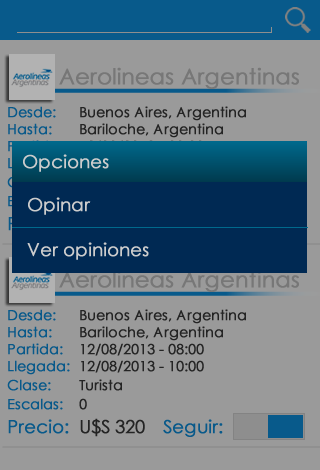 Aerolineas Argentinas
Aerolineas Argentinas
Desde: Buenos Aires, Argentina
Hasta: Bariloche, Argentina
Opciones
Opinar
Ver opiniones
Aerolineas Argentinas
Aerolineas Argentinas
Desde: Buenos Aires, Argentina
Hasta: Bariloche, Argentina
Partida: 12/08/2013 - 08:00
Llegada: 12/08/2013 - 10:00
Clase: Turista
Escalas: 0
Precio: U$S 320 Seguir: